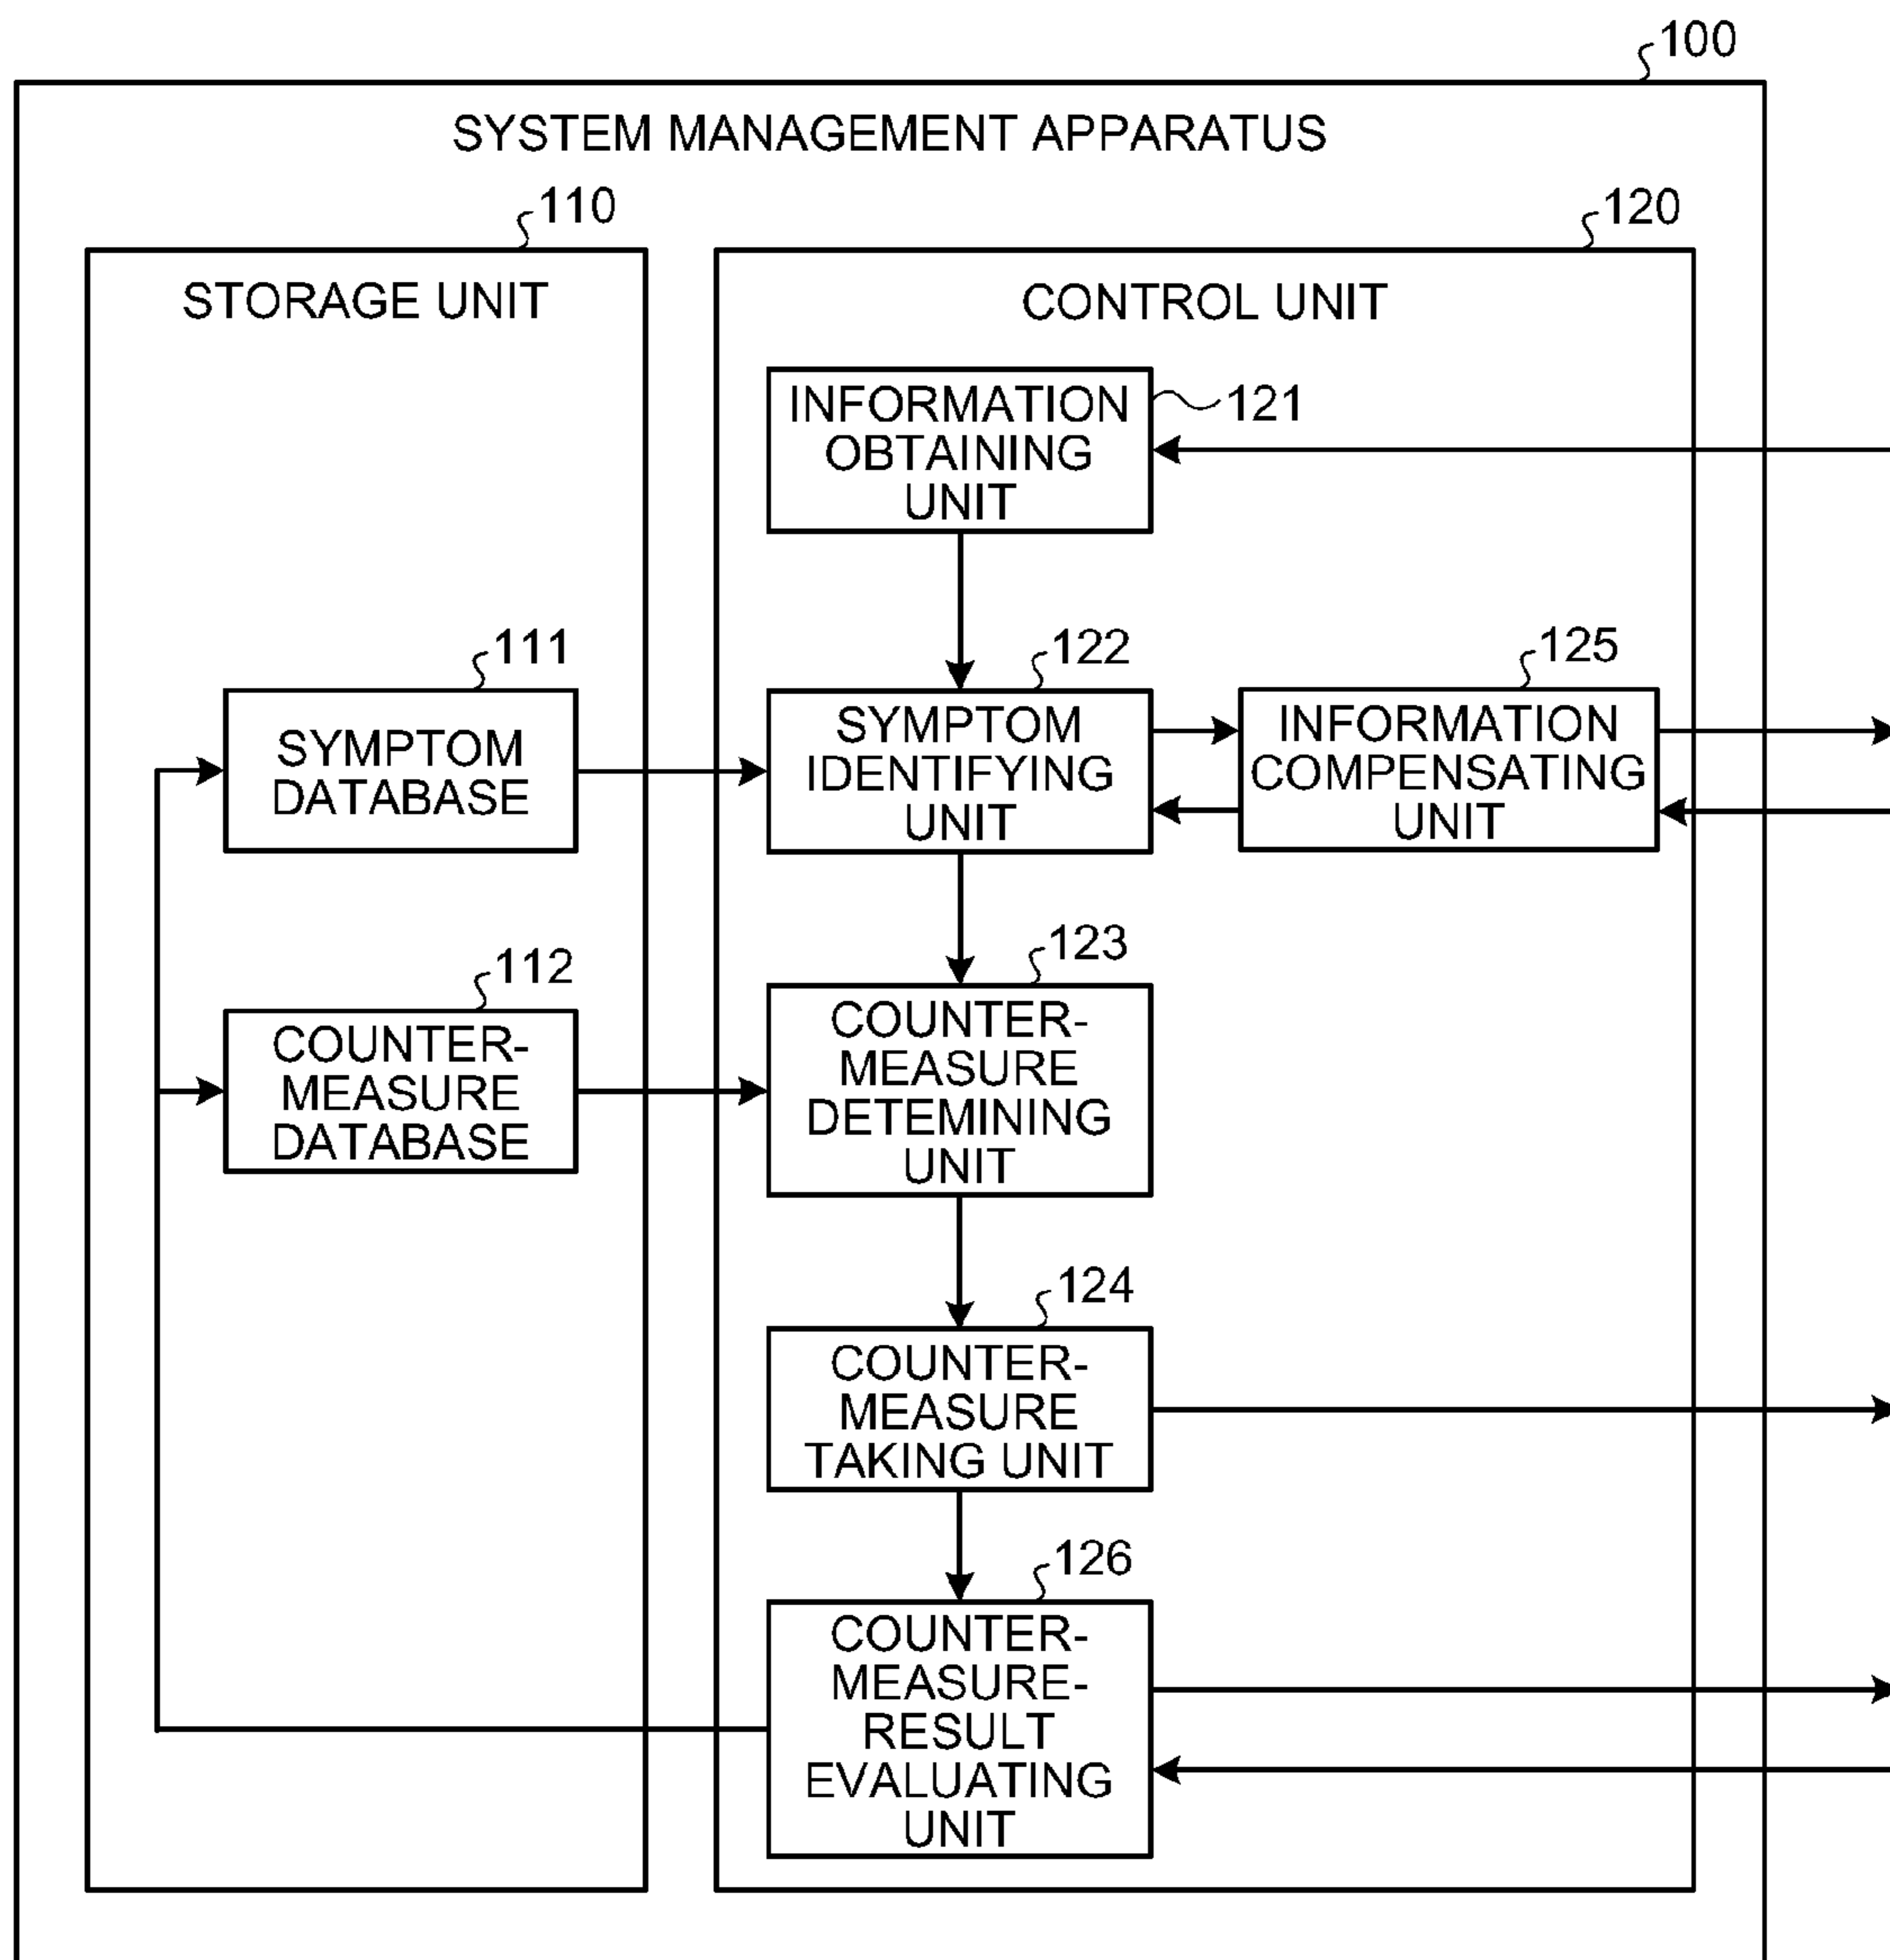 100
SYSTEM MANAGEMENT APPARATUS
110
120
STORAGE UNIT
CONTROL UNIT
INFORMATION
OBTAINING
UNIT
121
111
122
125
SYMPTOM
DATABASE
SYMPTOM
IDENTIFYING
UNIT
INFORMATION
COMPENSATING
UNIT
112
123
COUNTER-
MEASURE
DATABASE
COUNTER-
MEASURE
DETEMINING
UNIT
124
COUNTER-
MEASURE
TAKING UNIT
126
COUNTER-
MEASURE-
RESULT
EVALUATING
UNIT